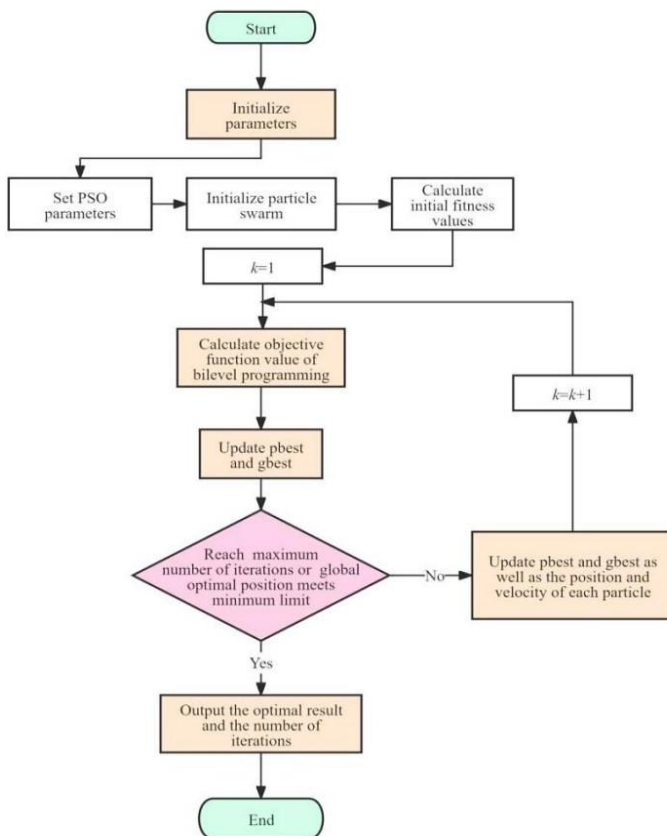 Start
Initialize
parameters
Set PSO
parameters
Initialize particle
swarm
Calculate
initial fitness
values
k=1
Calculate objective
function value of
bilevel programming
k=k+1
Update pbest
and gbest
Reach maximum
number of iterations or global
optimal position meets
minimum limit
No
Update pbest and gbest as
well as the position and
velocity of each particle
Yes
Output the optimal result
and the number of
iterations
End